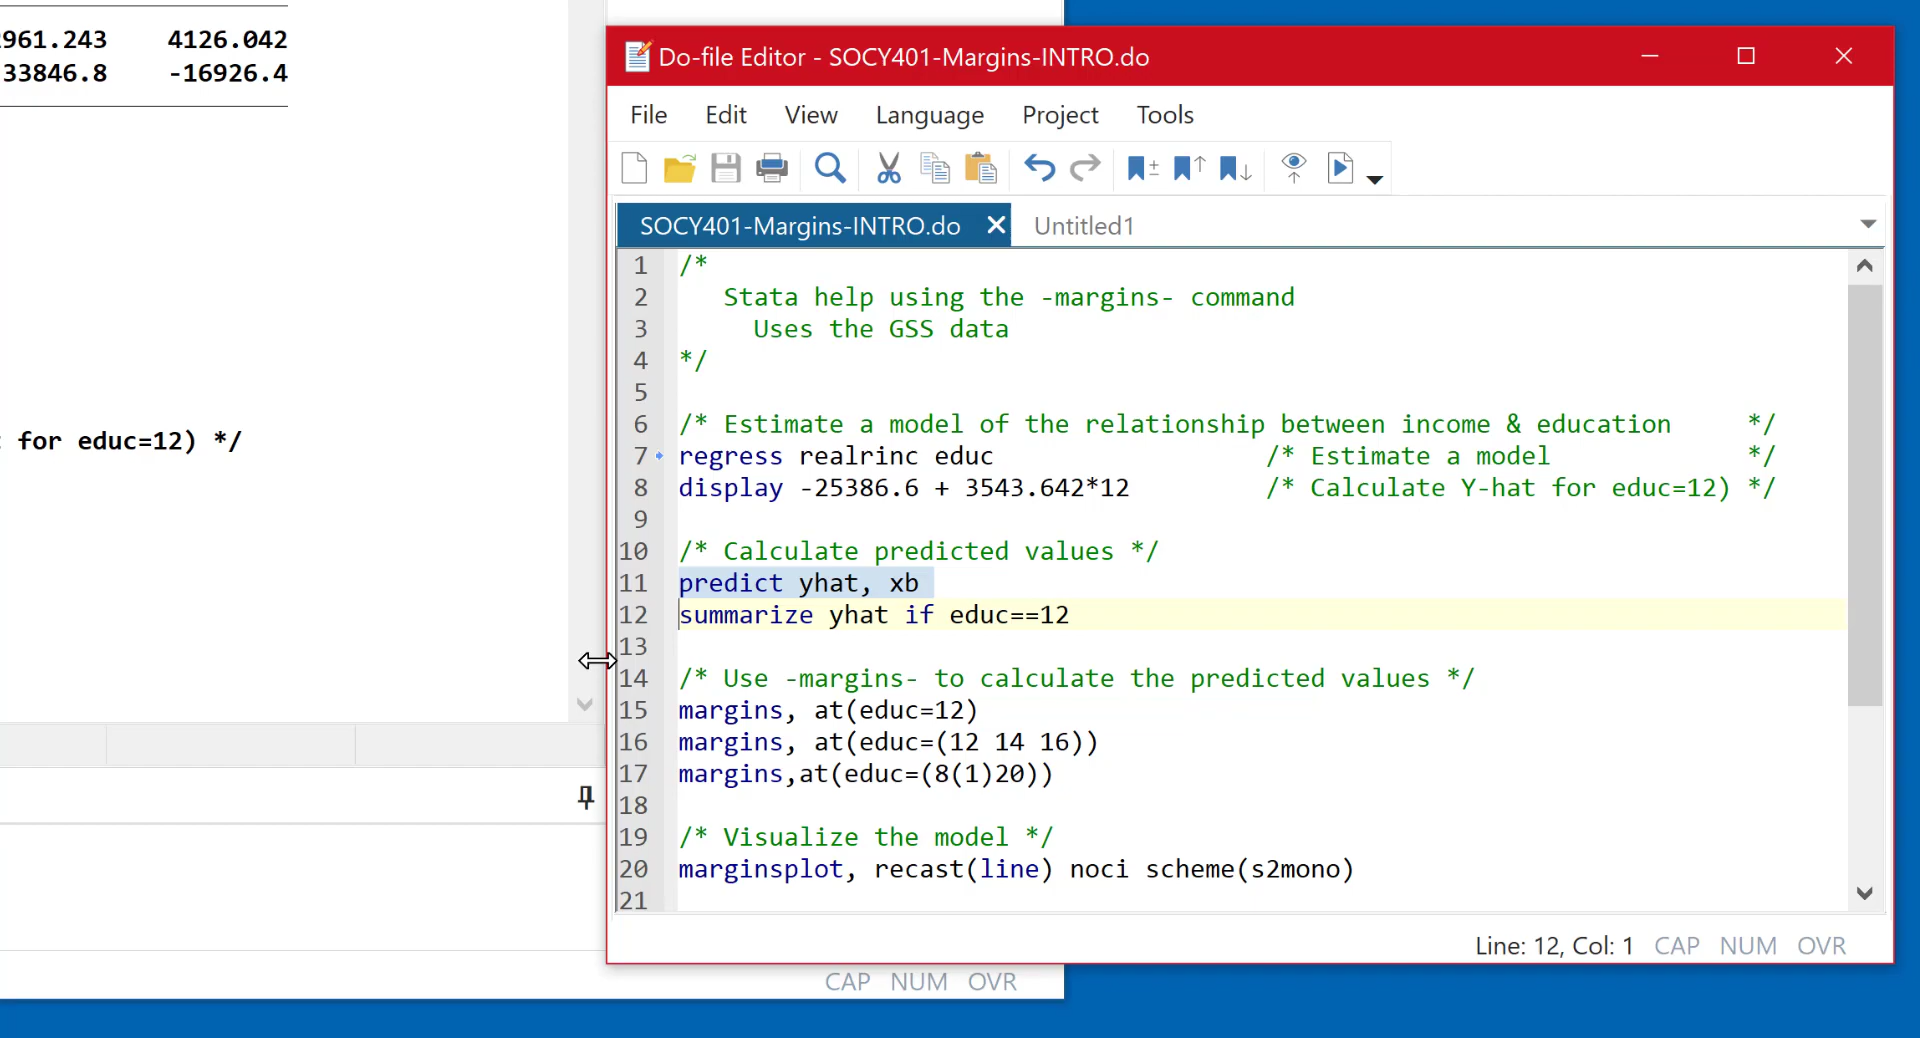 961.243 4126.042
33846.8 -16926.4
for educ=12) */
Do-file Editor - SOCY401-Margins-INTRO.do
File Edit View Language Project Tools
SOCY401-Margins-INTRO.do Untitled1
1 /*
2 Stata help using the -margins- command
3 Uses the GSS data
4 */
5
6 /* Estimate a model of the relationship between income & education */
7 regress realrinc educ /* Estimate a model */
8 display -25386.6 + 3543.642*12 /* Calculate Y-hat for educ=12) */
9
10 /* Calculate predicted values */
11 predict yhat, xb
12 summarize yhat if educ==12
13
14 /* Use -margins- to calculate the predicted values */
15 margins, at(educ=12)
16 margins, at(educ=(12 14 16))
17 margins,at(educ=(8(1)20))
18
19 /* Visualize the model */
20 marginsplot, recast(line) noci scheme(s2mono)
21
Line: 12, Col: 1 CAP NUM OVR
CAP NUM OVR